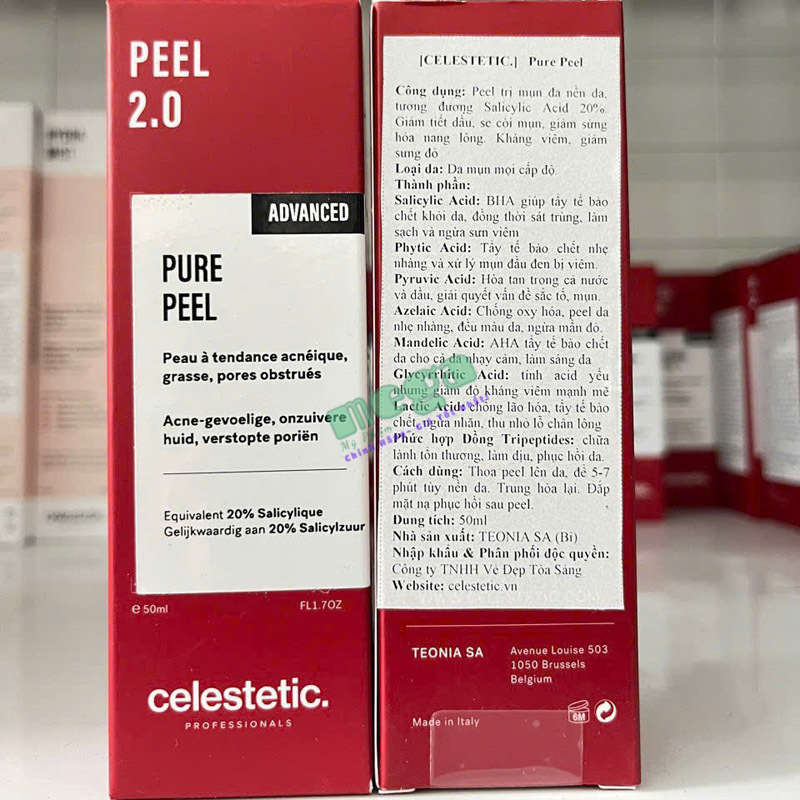 PEEL
2.0
ADVANCED
PURE
PEEL
Peau à tendance acnéique,
grasse, pores obstrués
Acne-gevoelige, onzuivere
huid, verstopte poriën
Equivalent 20% Salicylique
Gelijkwaardig aan 20% Salicylzuur
℮ 50ml FL1.7OZ
celestetic.
PROFESSIONALS
[CELESTETIC.] Pure Peel
Công dụng: Peel trị mụn đa nền da,
tương đương Salicylic Acid 20%.
Giảm tiết dầu, se còi mụn, giảm sừng
hóa nang lông. Kháng viêm, giảm
sưng đỏ
Loại da: Da mụn mọi cấp độ.
Thành phần:
Salicylic Acid: BHA giúp tẩy tế bào
chết khỏi da, đồng thời sát trùng, làm
sạch và ngừa sưn viêm
Phytic Acid: Tẩy tế bào chết nhẹ
nhàng và xử lý mụn đầu đen bị viêm.
Pyruvic Acid: Hòa tan trong cả nước
và dầu, giải quyết vấn đề sắc tố, mụn.
Azelaic Acid: Chống oxy hóa, peel da
nhẹ nhàng, đều màu da, ngừa mẩn đỏ.
Mandelic Acid: AHA tẩy tế bào chết
da cho cả da nhạy cảm, làm sáng da
Glycyrrhitic Acid: tính acid yếu
nhưng giảm đỏ kháng viêm mạnh mẽ
Lactic Acid: chống lão hóa, tẩy tế bào
chết, ngừa nhăn, thu nhỏ lỗ chân lông
Phức hợp Đồng Tripeptides: chữa
lành tổn thương, làm dịu, phục hồi da.
Cách dùng: Thoa peel lên da, để 5-7
phút tùy nền da. Trung hòa lại. Đắp
mặt nạ phục hồi sau peel.
Dung tích: 50ml
Nhà sản xuất: TEONIA SA (Bỉ)
Nhập khẩu & Phân phối độc quyền:
Công ty TNHH Vẻ Đẹp Tỏa Sáng
Website: celestetic.vn
TEONIA SA
Avenue Louise 503
1050 Brussels
Belgium
Made in Italy
6M
mega
celestetic.